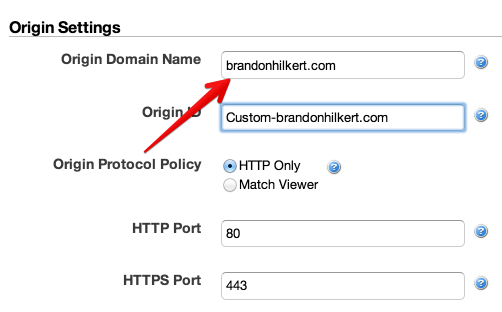 Origin Settings
Origin Domain Name brandonhilkert.com
Origin ID Custom-brandonhilkert.com
Origin Protocol Policy HTTP Only
Match Viewer
HTTP Port 80
HTTPS Port 443